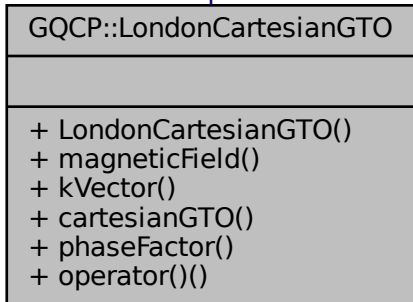 GQCP::LondonCartesianGTO
+ LondonCartesianGTO()
+ magneticField()
+ kVector()
+ cartesianGTO()
+ phaseFactor()
+ operator()()